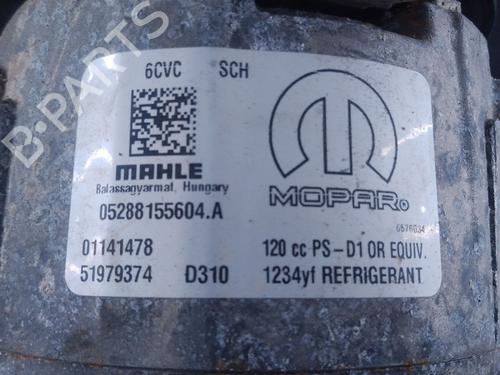 B-PARTS
6CVC SCH
MAHLE
Balassagyarmat, Hungary
MOPAR®
05288155604.A
6576034
01141478
120 cc PS-D1 OR EQUIV.
51979374 D310
1234yf REFRIGERANT